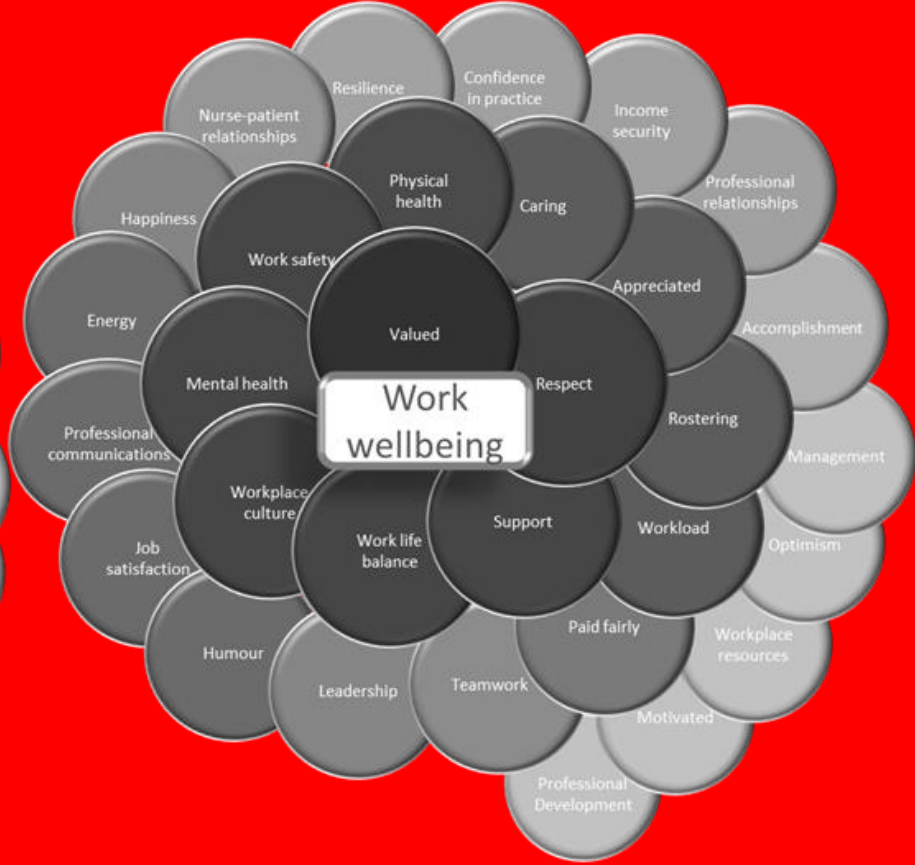 Resilience
Confidence
in practice
Nurse-patient
relationships
Income
security
Physical
health
Professional
relationships
Caring
Happiness
Work safety
Appreciated
Energy
Valued
Accomplishment
Mental health
Respect
Work
wellbeing
Rostering
Professional
communications
Management
Workplace
culture
Support
Workload
Work life
balance
Optimism
Job
satisfaction
Paid fairly
Workplace
resources
Humour
Leadership
Teamwork
Motivated
Professional
Development